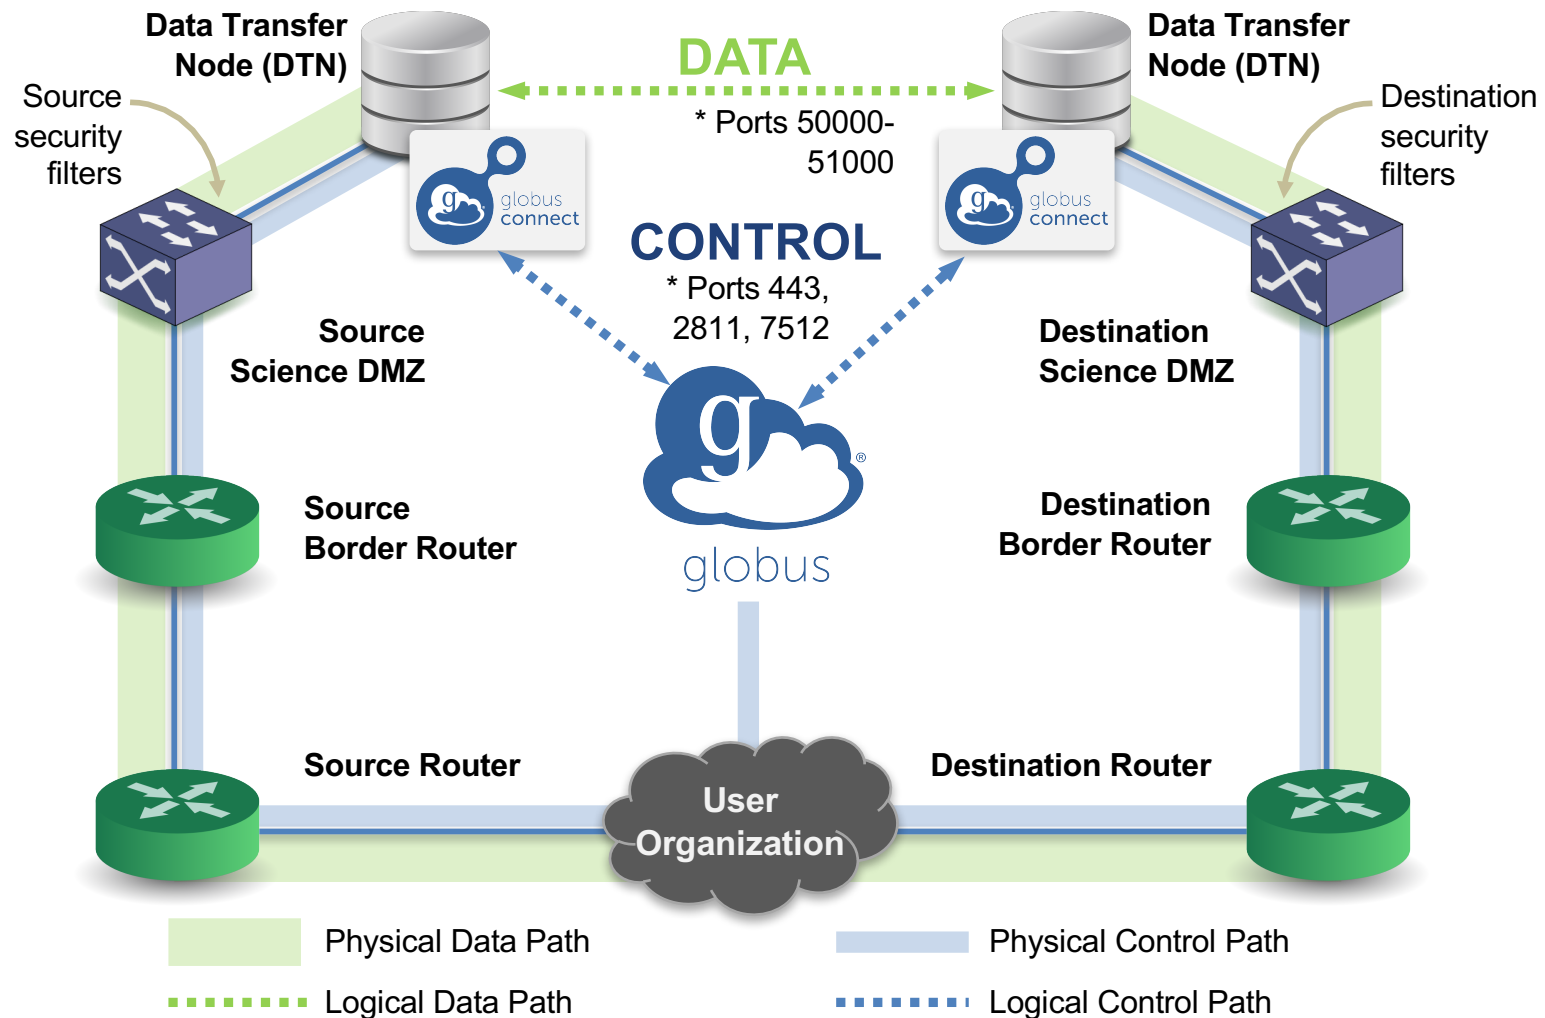 Data Transfer
Node (DTN)
Data Transfer
Node (DTN)
DATA
* Ports 50000-
51000
Source
security
filters
Destination
security
filters
g
globus
connect
g
globus
connect
CONTROL
* Ports 443,
2811, 7512
Source
Science DMZ
Destination
Science DMZ
g
®
globus
Source
Border Router
Destination
Border Router
Source Router
Destination Router
User
Organization
Physical Data Path
Physical Control Path
Logical Data Path
Logical Control Path